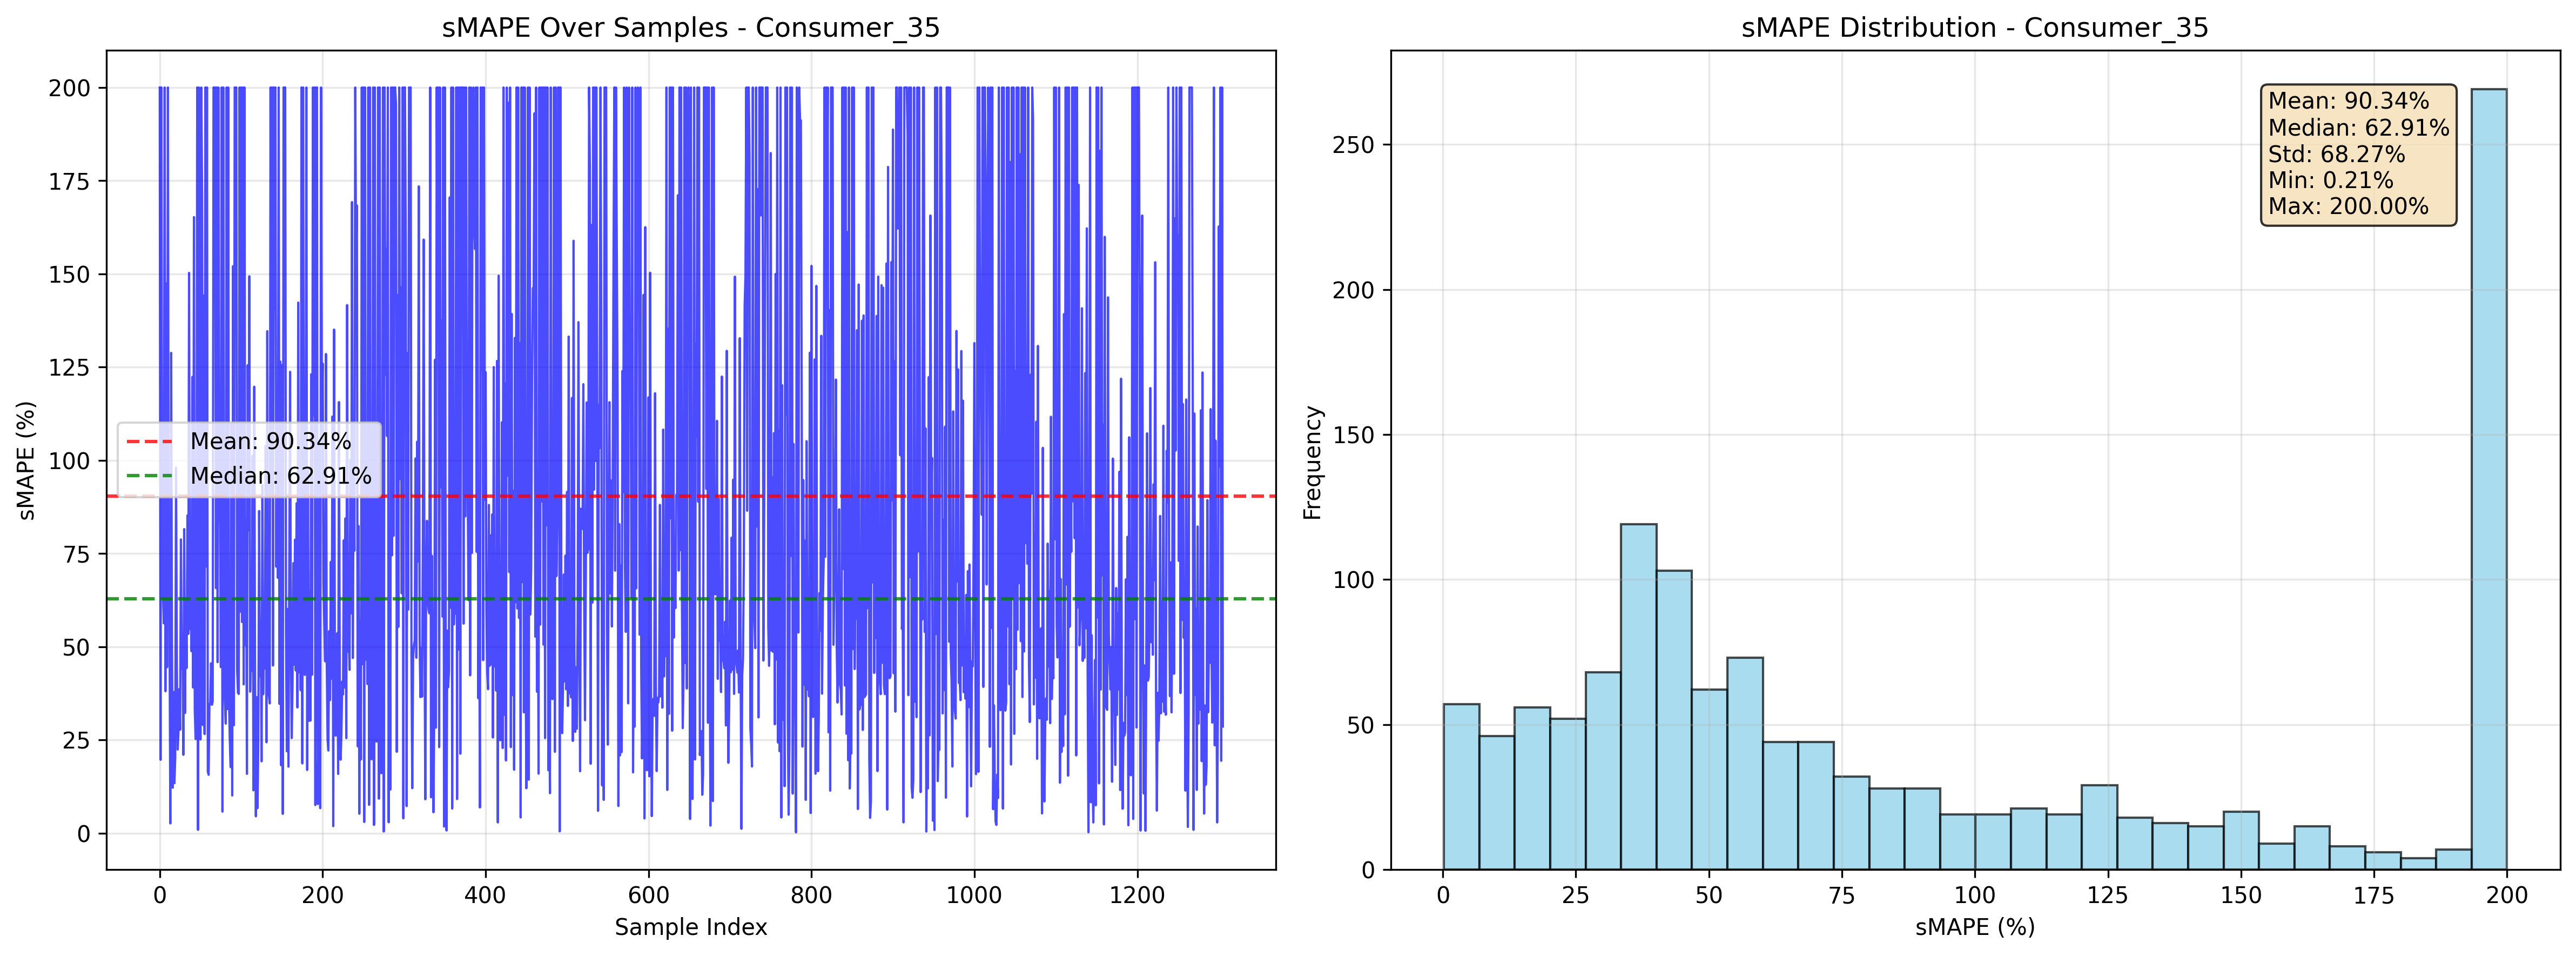 sMAPE Over Samples - Consumer_35
sMAPE (%)
200
175
150
125
100
75
50
25
0
Mean: 90.34%
Median: 62.91%
0 200 400 600 800 1000 1200
Sample Index
sMAPE Distribution - Consumer_35
Frequency
250
200
150
100
50
0
Mean: 90.34%
Median: 62.91%
Std: 68.27%
Min: 0.21%
Max: 200.00%
0 25 50 75 100 125 150 175 200
sMAPE (%)